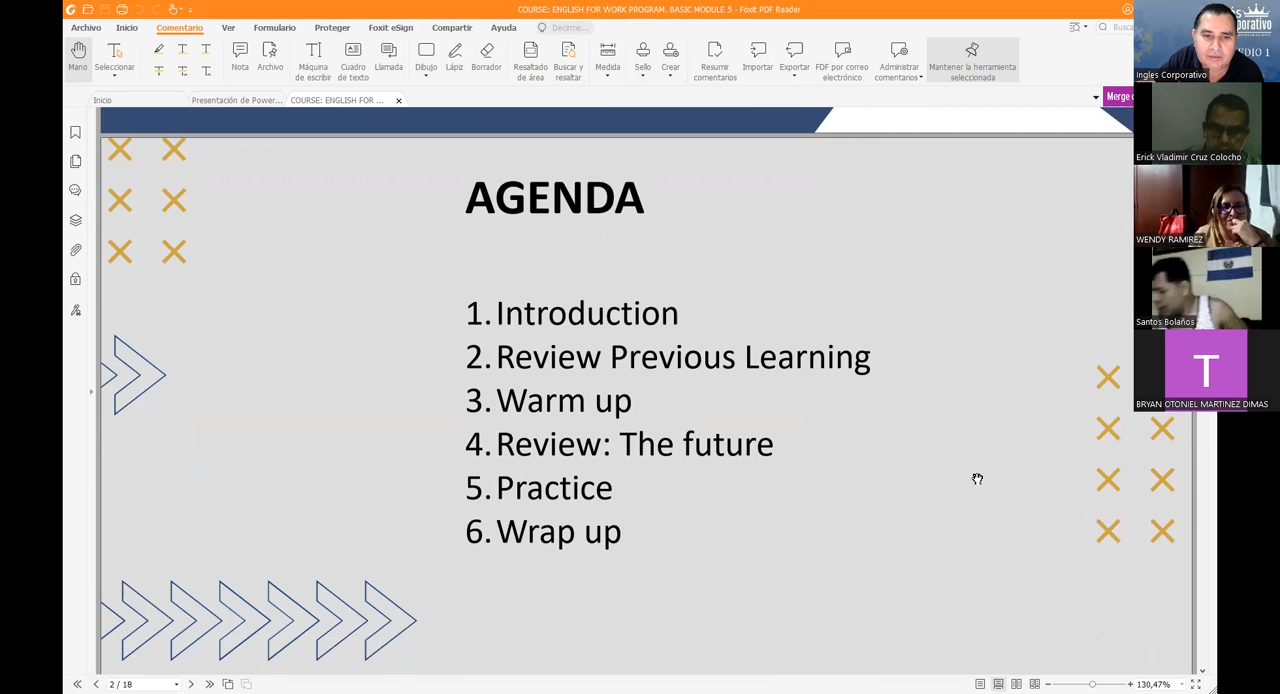 COURSE: ENGLISH FOR WORK PROGRAM. BASIC MODULE 5 - Foxit PDF Reader
Archivo Inicio Comentario Ver Formulario Proteger Foxit eSign Compartir Ayuda Decirme... Busca
Mano Seleccionar Nota Archivo Máquina de escribir Cuadro de texto Llamada Dibujo Lápiz Borrador Resaltado de área Buscar y resaltar Medida Sello Crear Resumir comentarios Importar Exportar PDF por correo electrónico Administrar comentarios Mantener la herramienta seleccionada
Inicio Presentación de Power... COURSE: ENGLISH FOR ... Merge
AGENDA
1. Introduction
2. Review Previous Learning
3. Warm up
4. Review: The future
5. Practice
6. Wrap up
2 / 18
130,47%
Ingles Corporativo
Erick Vladimir Cruz Colocho
WENDY RAMIREZ
Santos Bolaños
T
BRYAN OTONIEL MARTINEZ DIMAS